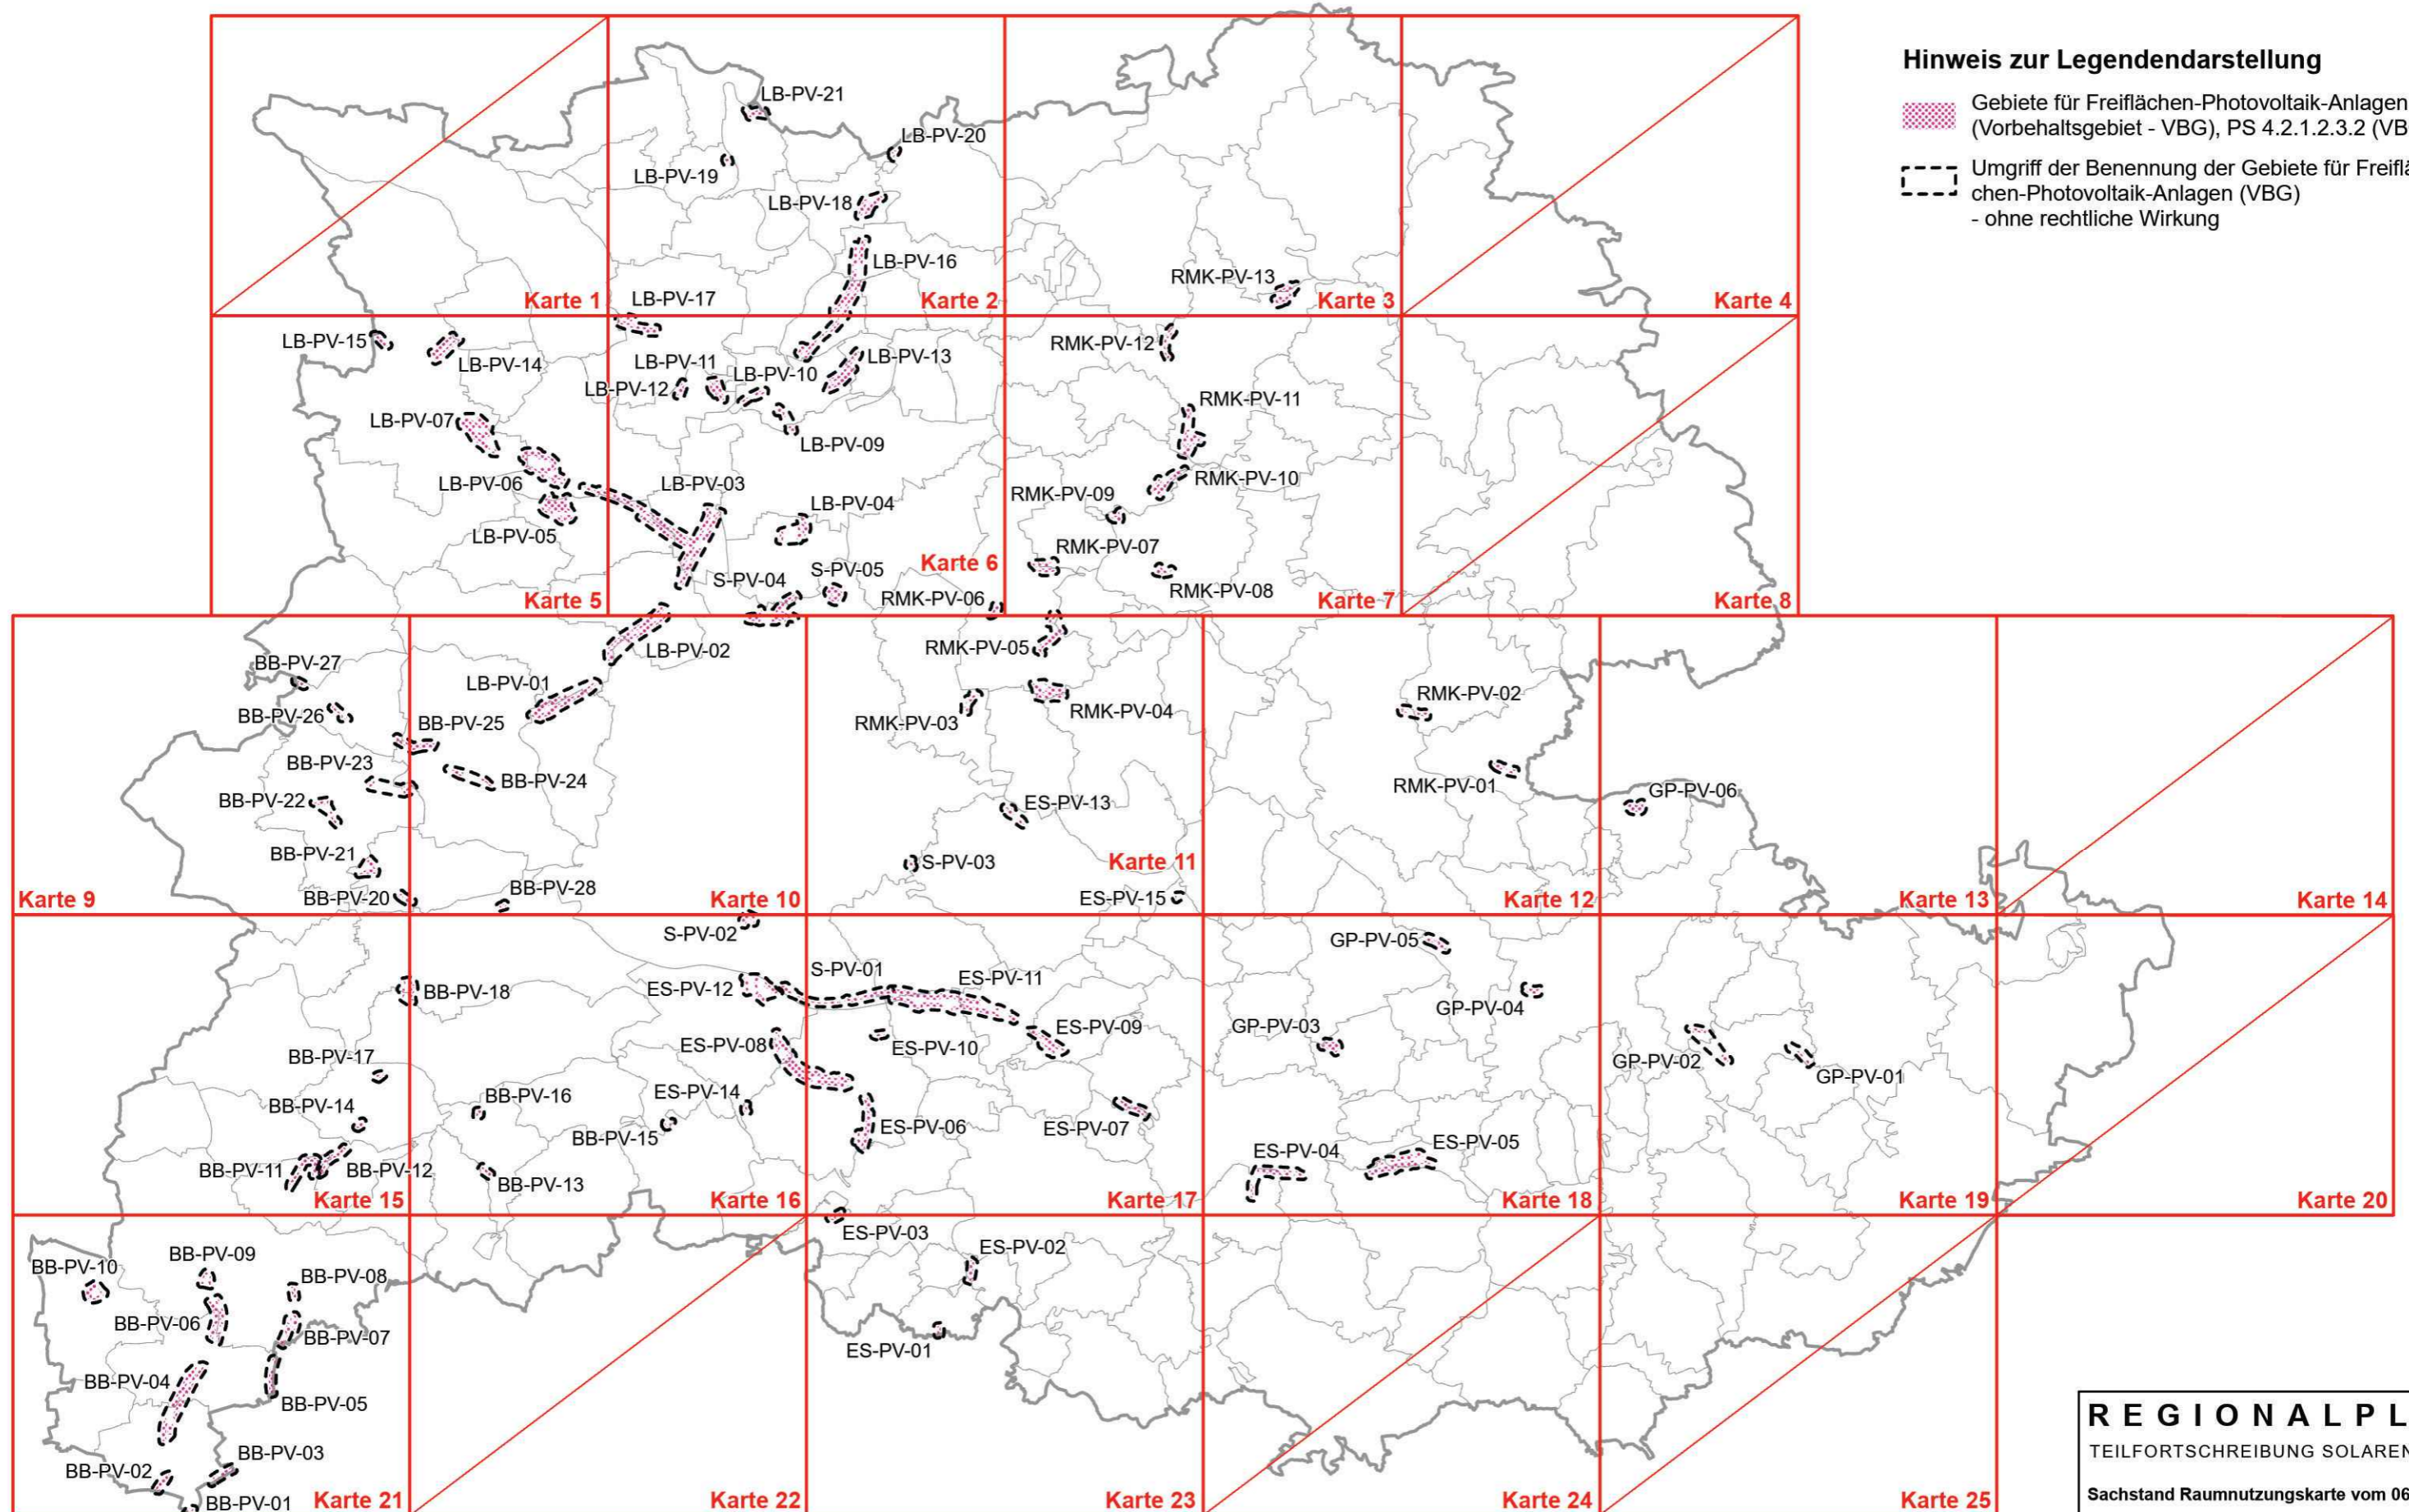 Hinweis zur Legendendarstellung
Gebiete für Freiflächen-Photovoltaik-Anlagen
(Vorbehaltsgebiet - VBG), PS 4.2.1.2.3.2 (VB
Umgriff der Benennung der Gebiete für Freiflä
chen-Photovoltaik-Anlagen (VBG)
- ohne rechtliche Wirkung
LB-PV-21
LB-PV-20
LB-PV-19
LB-PV-18
LB-PV-16
RMK-PV-13
LB-PV-17
Karte 1
Karte 2
Karte 3
Karte 4
LB-PV-15
LB-PV-14
LB-PV-11
LB-PV-10
LB-PV-13
LB-PV-12
RMK-PV-12
LB-PV-07
LB-PV-09
RMK-PV-11
LB-PV-06
LB-PV-03
RMK-PV-10
RMK-PV-09
LB-PV-04
LB-PV-05
RMK-PV-07
Karte 6
S-PV-04
S-PV-05
RMK-PV-08
RMK-PV-06
Karte 5
Karte 7
Karte 8
LB-PV-02
RMK-PV-05
BB-PV-27
LB-PV-01
RMK-PV-02
BB-PV-26
BB-PV-25
RMK-PV-03
RMK-PV-04
BB-PV-23
BB-PV-24
RMK-PV-01
GP-PV-06
BB-PV-22
ES-PV-13
BB-PV-21
S-PV-03
Karte 11
BB-PV-28
BB-PV-20
ES-PV-15
Karte 9
Karte 10
Karte 12
Karte 13
Karte 14
S-PV-02
GP-PV-05
S-PV-01
ES-PV-11
ES-PV-12
BB-PV-18
GP-PV-04
GP-PV-03
ES-PV-09
ES-PV-08
ES-PV-10
BB-PV-17
GP-PV-02
GP-PV-01
BB-PV-16
ES-PV-14
BB-PV-14
BB-PV-15
ES-PV-06
ES-PV-07
ES-PV-05
ES-PV-04
BB-PV-11
BB-PV-12
BB-PV-13
Karte 15
Karte 16
Karte 17
Karte 18
Karte 19
Karte 20
ES-PV-03
ES-PV-02
BB-PV-09
BB-PV-10
BB-PV-08
BB-PV-06
BB-PV-07
ES-PV-01
BB-PV-04
BB-PV-05
BB-PV-03
BB-PV-02
BB-PV-01
Karte 21
Karte 22
Karte 23
Karte 24
Karte 25
REGIONALPL
TEILFORTSCHREIBUNG SOLAREN
Sachstand Raumnutzungskarte vom 06